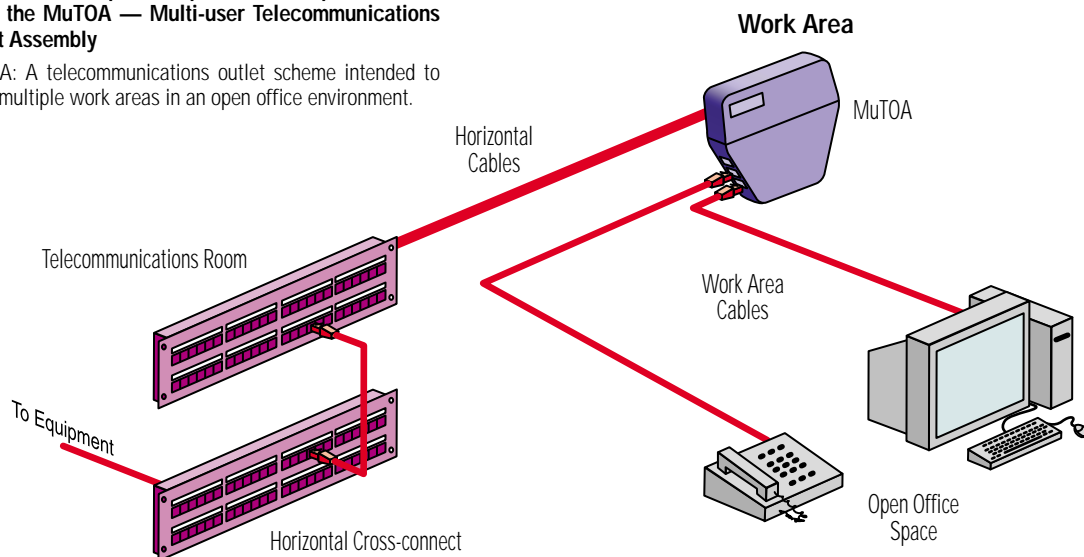 the MuTOA — Multi-user Telecommunications
Assembly
A: A telecommunications outlet scheme intended to
multiple work areas in an open office environment.
Work Area
MuTOA
Horizontal
Cables
Telecommunications Room
Work Area
Cables
To Equipment
Horizontal Cross-connect
Open Office
Space